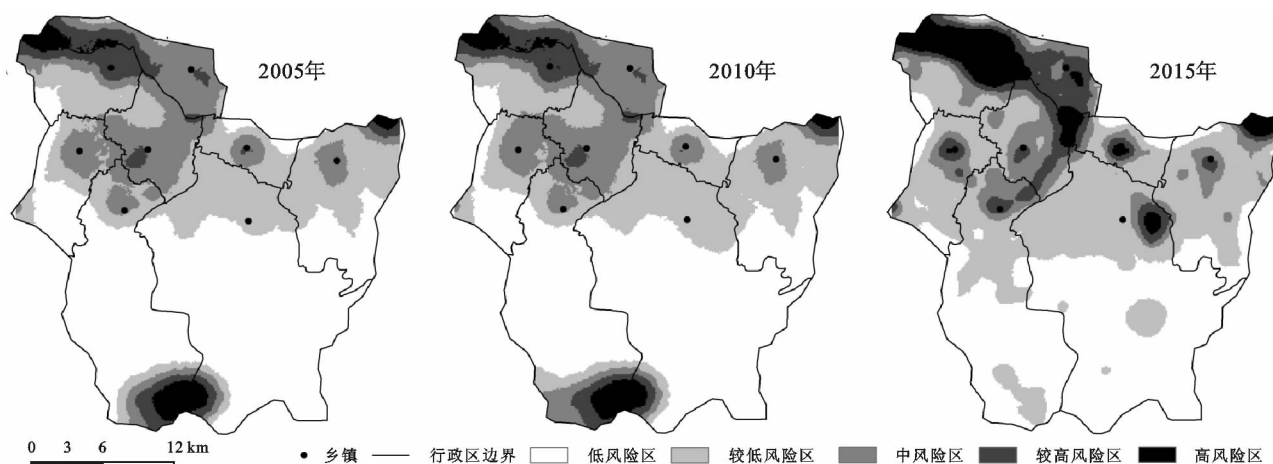 2005年
2010年
2015年
0 3 6 12 km
乡镇 行政区边界 低风险区 较低风险区 中风险区 较高风险区 高风险区